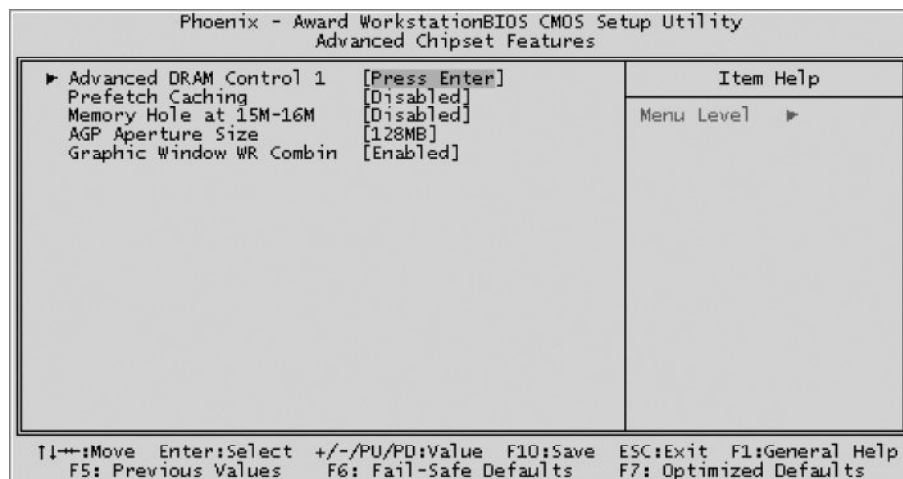 Phoenix - Award WorkstationBIOS CMOS Setup Utility
Advanced Chipset Features
▶ Advanced DRAM Control 1 [Press Enter]
Prefetch Caching [Disabled]
Memory Hole at 15M-16M [Disabled]
AGP Aperture Size [128MB]
Graphic Window WR Combin [Enabled]
Item Help
Menu Level ▶
↑↓→←:Move Enter:Select +/-/PU/PD:Value F10:Save ESC:Exit F1:General Help
F5: Previous Values F6: Fail-Safe Defaults F7: Optimized Defaults